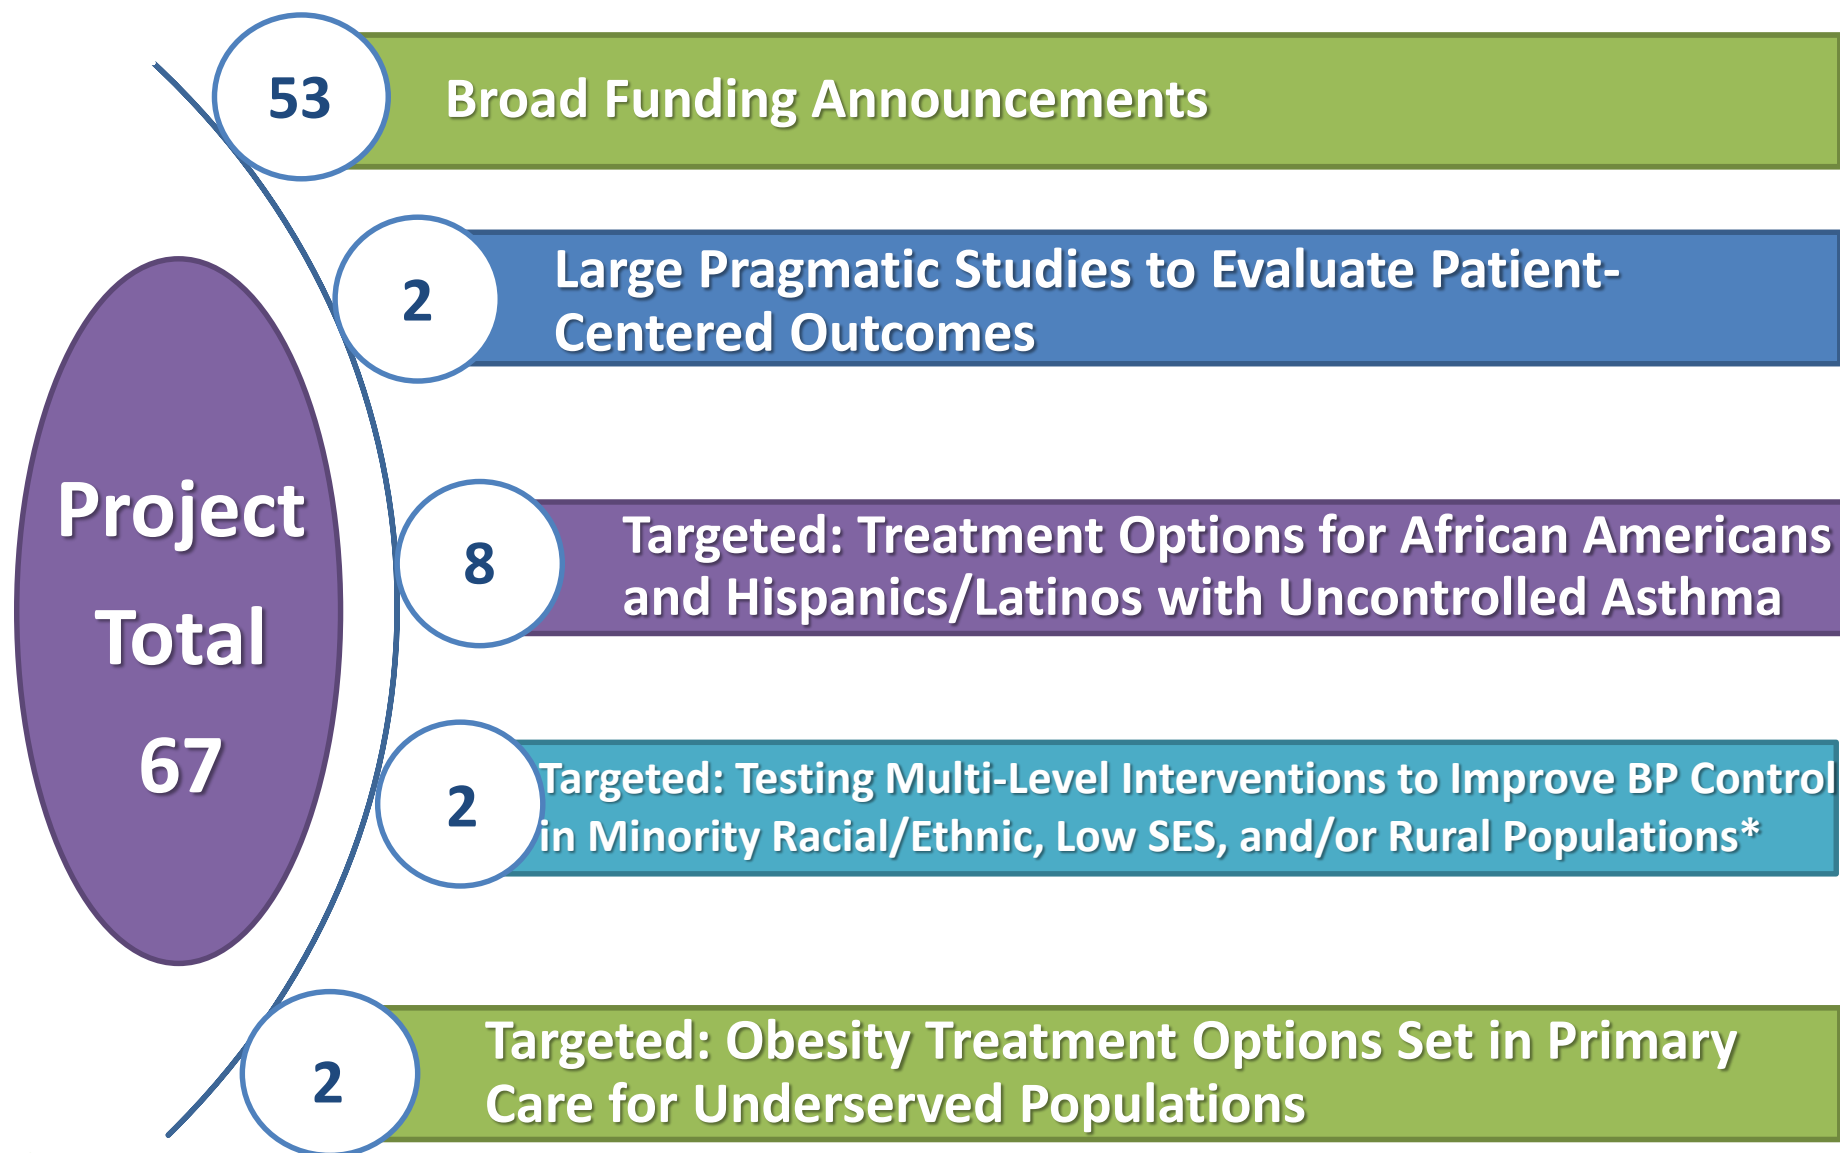 53
Broad Funding Announcements
2
Large Pragmatic Studies to Evaluate Patient-
Centered Outcomes
Project
Total
67
8
Targeted: Treatment Options for African Americans
and Hispanics/Latinos with Uncontrolled Asthma
2
Targeted: Testing Multi-Level Interventions to Improve BP Control
in Minority Racial/Ethnic, Low SES, and/or Rural Populations*
2
Targeted: Obesity Treatment Options Set in Primary
Care for Underserved Populations